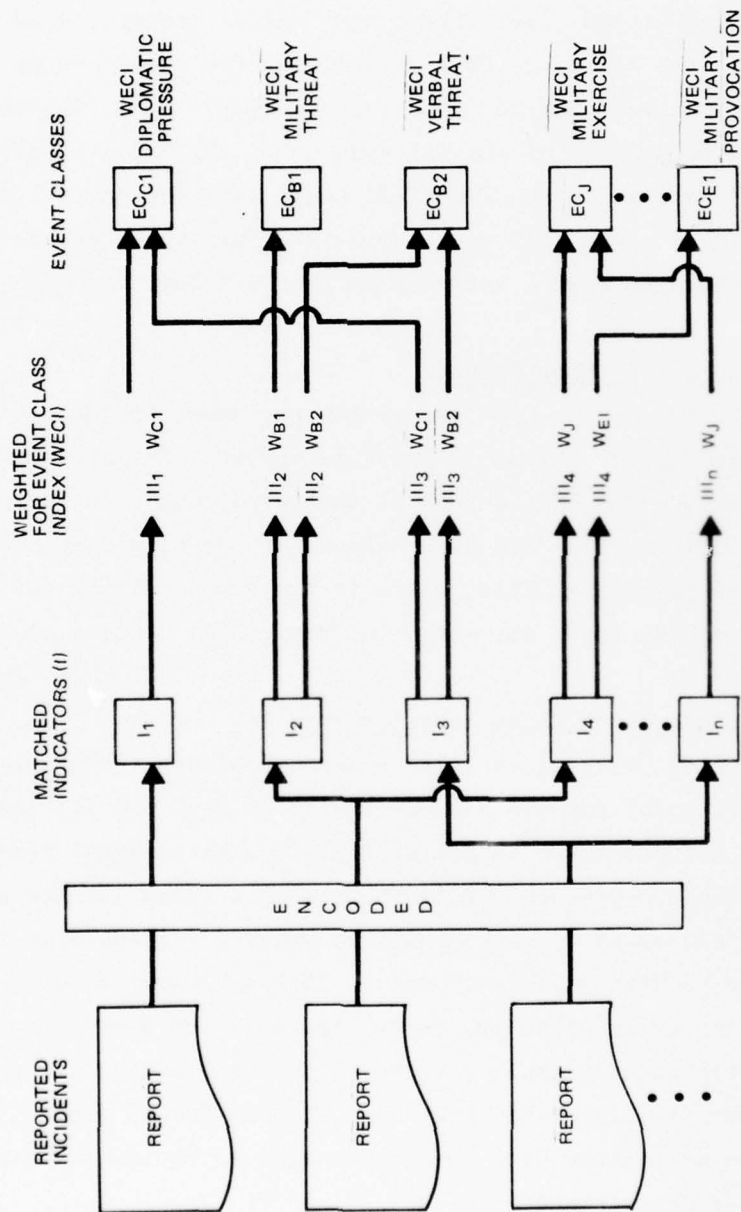 REPORTED
INCIDENTS
REPORT
REPORT
REPORT
ENCODED
MATCHED
INDICATORS (I)
I1
I2
I3
I4
In
WEIGHTED
FOR EVENT CLASS
INDEX (WECI)
III1 WC1
III2 WB1
III2 WB2
III3 WC1
III3 WB2
III4 WJ
III4 WEI
IIIn WJ
EVENT CLASSES
ECC1
WECI
DIPLOMATIC
PRESSURE
ECB1
WECI
MILITARY
THREAT
ECB2
WECI
VERBAL
THREAT
ECJ
WECI
MILITARY
EXERCISE
ECE1
WECI
MILITARY
PROVOCATION